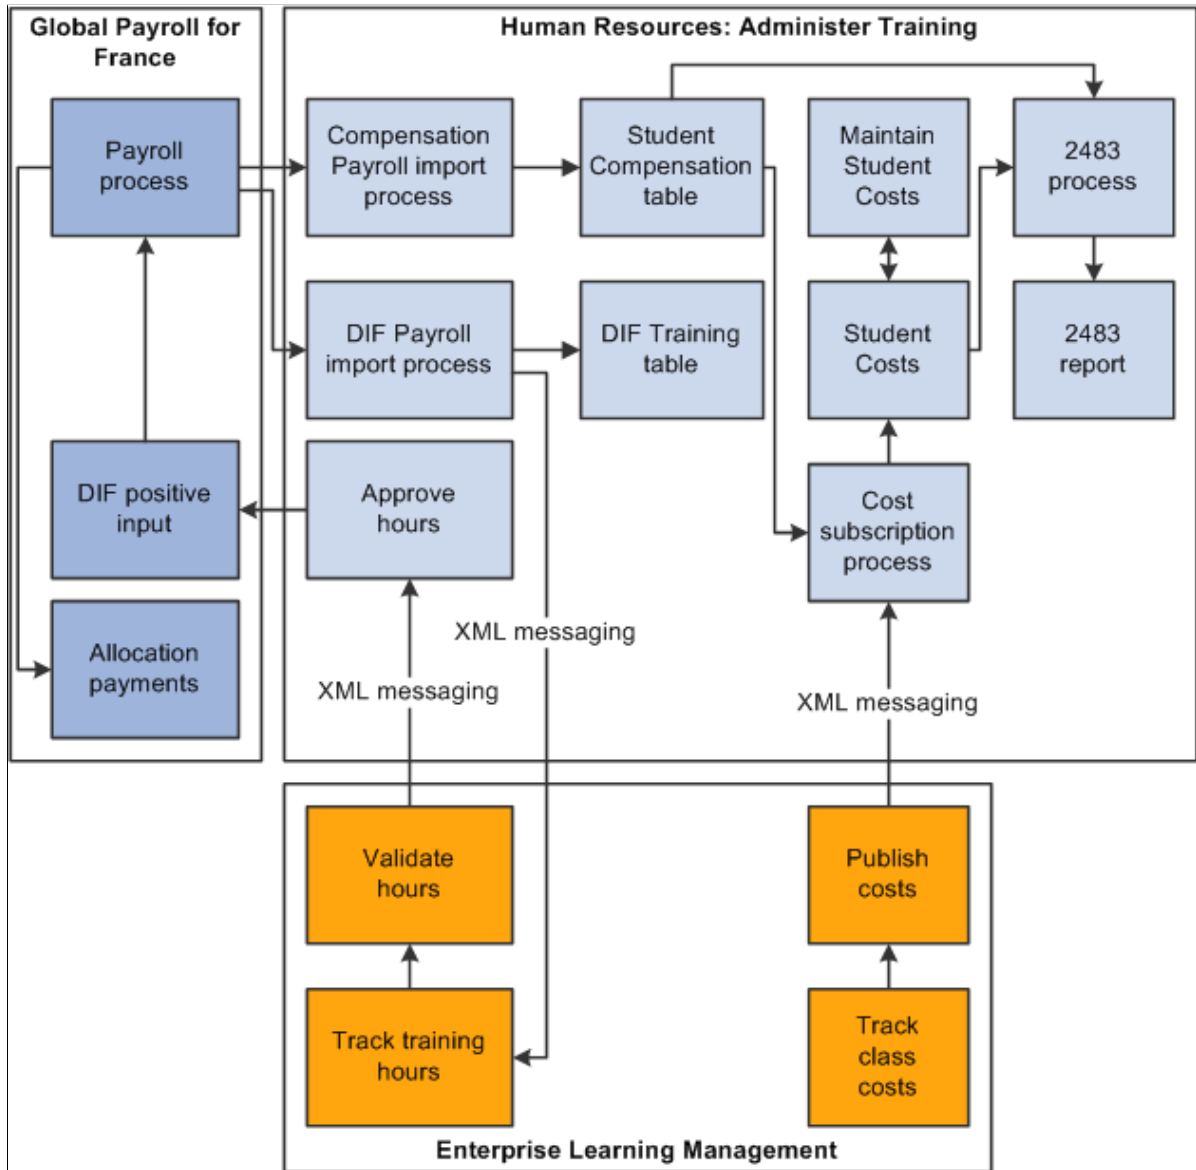 Global Payroll for
France
Payroll
process
DIF positive
input
Allocation
payments
Human Resources: Administer Training
Compensation
Payroll import
process
Student
Compensation
table
Maintain
Student
Costs
2483
process
DIF Payroll
import process
DIF Training
table
Student
Costs
2483
report
Approve
hours
Cost
subscription
process
XML messaging
XML messaging
XML messaging
Validate
hours
Publish
costs
Track training
hours
Track
class
costs
Enterprise Learning Management